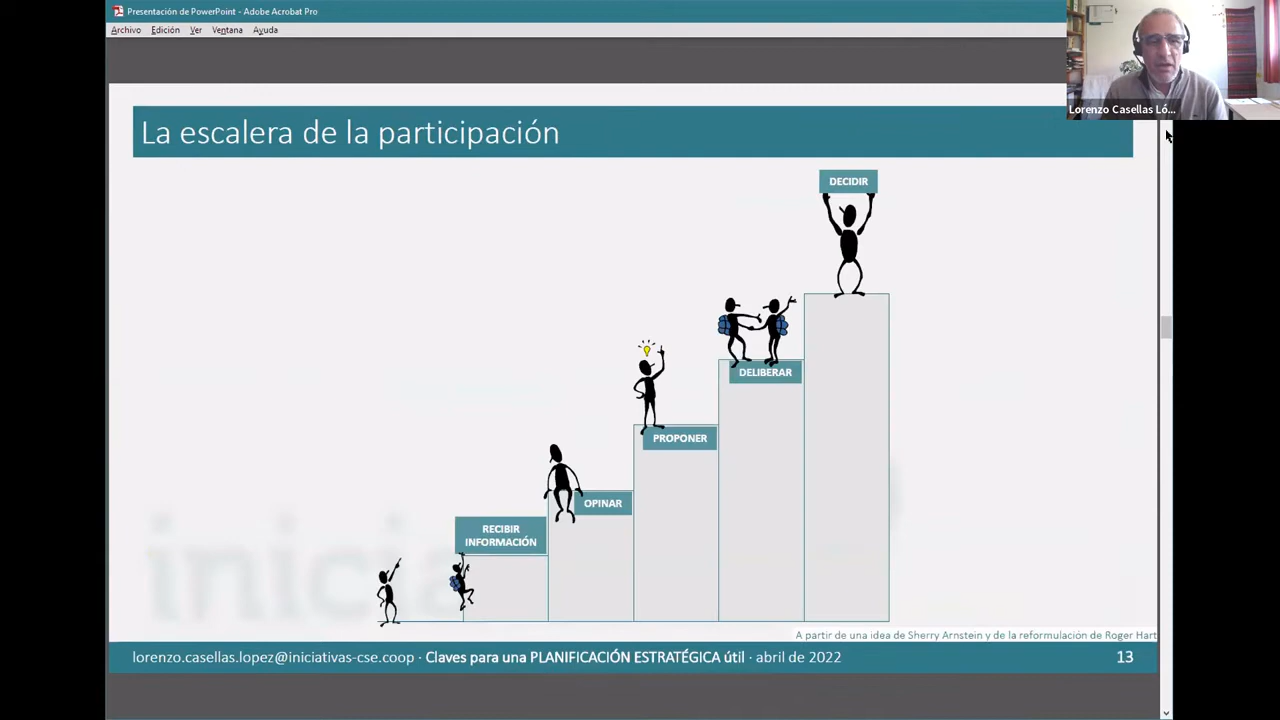 Presentación de PowerPoint - Adobe Acrobat Pro
Archivo Edición Ver Ventana Ayuda
Lorenzo Casellas Ló...
La escalera de la participación
DECIDIR
DELIBERAR
PROPONER
OPINAR
RECIBIR
INFORMACIÓN
inicia
A partir de una idea de Sherry Arnstein y de la reformulación de Roger Hart
lorenzo.casellas.lopez@iniciativas-cse.coop · Claves para una PLANIFICACIÓN ESTRATÉGICA útil · abril de 2022
13